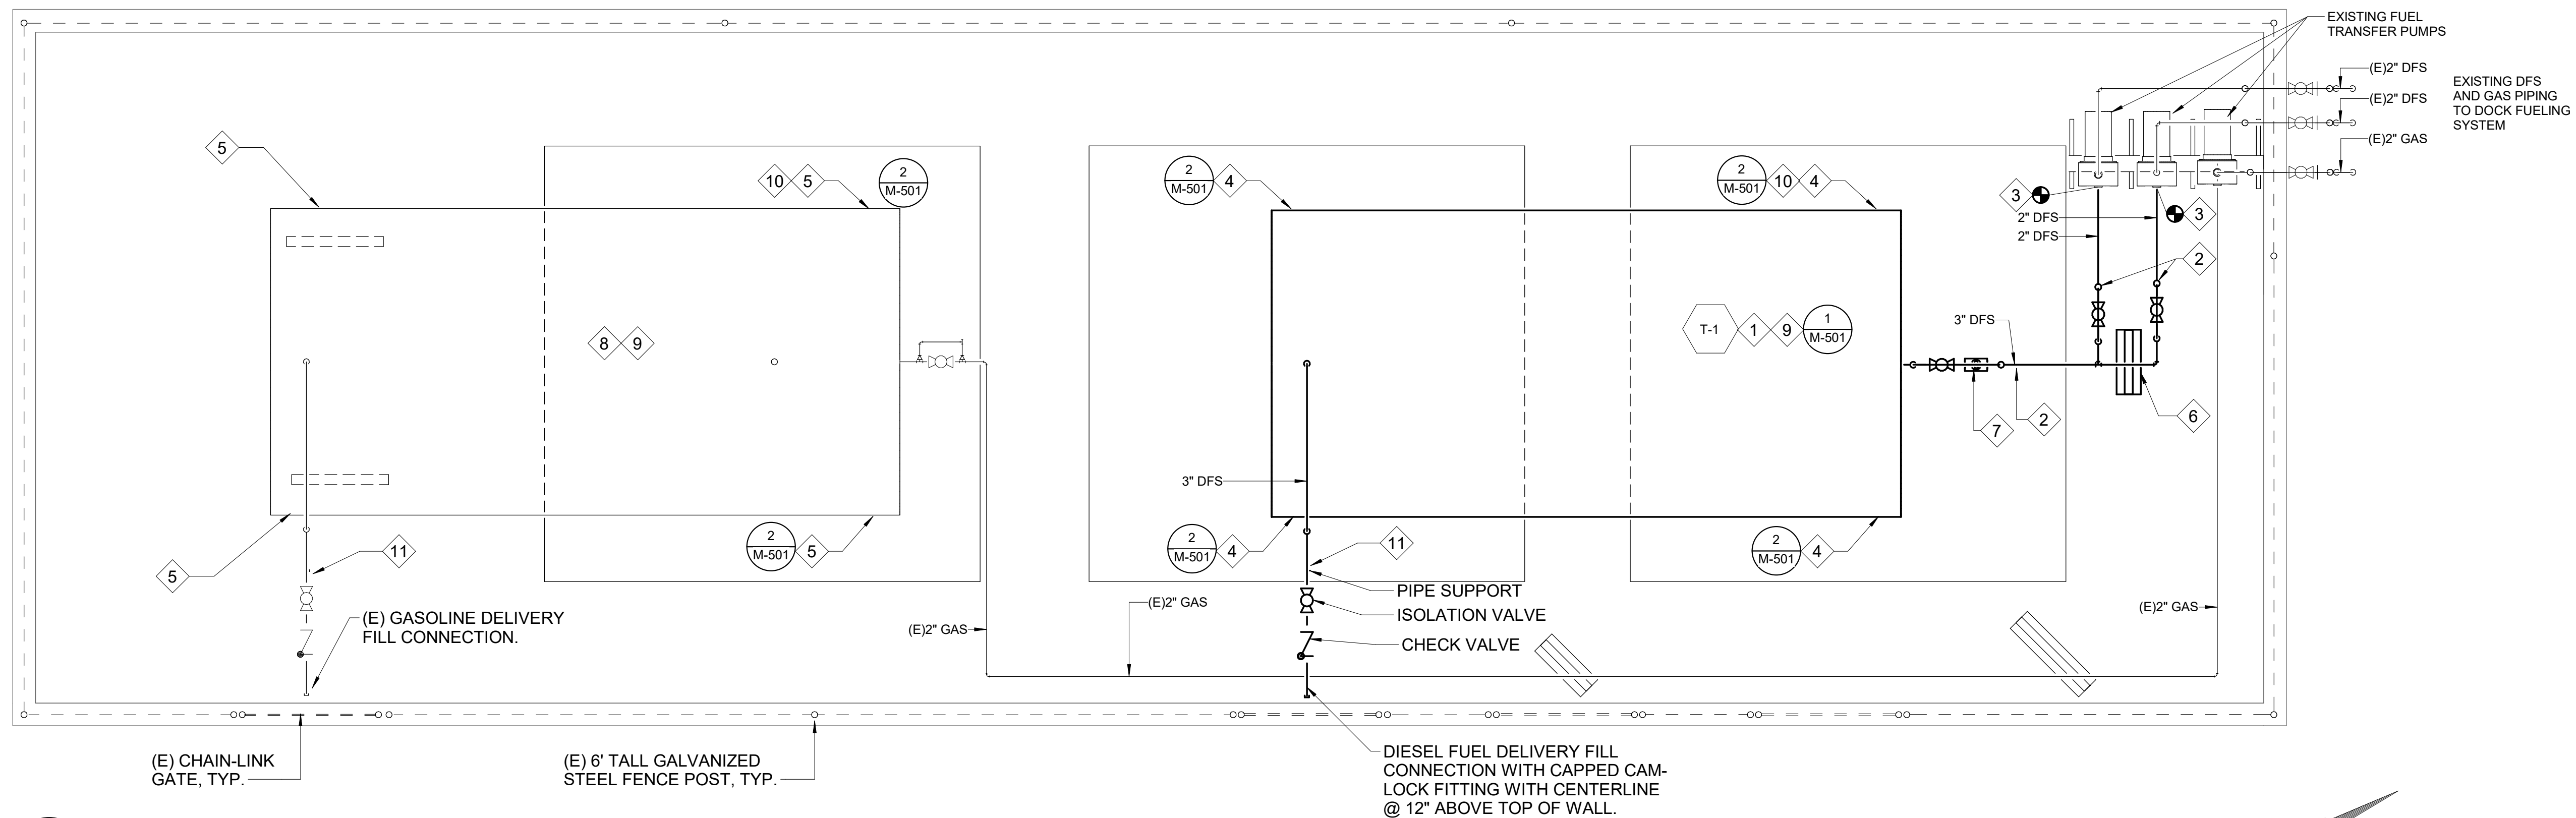 EXISTING FUEL
TRANSFER PUMPS
(E)2" DFS
(E)2" DFS
(E)2" GAS
EXISTING DFS
AND GAS PIPING
TO DOCK FUELING
SYSTEM
5
10 5
2
M-501
2
M-501
4
2
M-501
10 4
3
3
2" DFS
2" DFS
2
8 9
T-1
1 9
1
M-501
3" DFS
7
2
6
3" DFS
5
11
2
M-501
5
2
M-501
4
11
2
M-501
4
PIPE SUPPORT
ISOLATION VALVE
CHECK VALVE
(E) GASOLINE DELIVERY
FILL CONNECTION.
(E)2" GAS
(E)2" GAS
(E)2" GAS
(E) CHAIN-LINK
GATE, TYP.
(E) 6' TALL GALVANIZED
STEEL FENCE POST, TYP.
DIESEL FUEL DELIVERY FILL
CONNECTION WITH CAPPED CAM-
LOCK FITTING WITH CENTERLINE
@ 12" ABOVE TOP OF WALL.